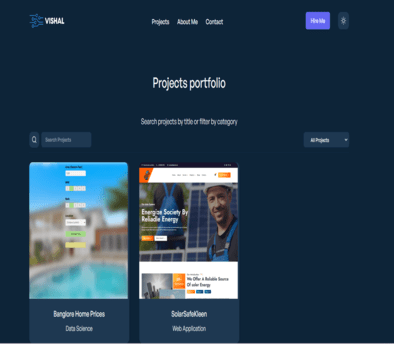 VISHAL
Projects About Me Contact
Hire Me
Projects portfolio
Search projects by title or filter by category
Search Projects
All Projects
Energize Society By
Reliable Energy
We Offer A Reliable Source
Of solar Energy
Banglore Home Prices
SolarSafeKleen
Data Science
Web Application